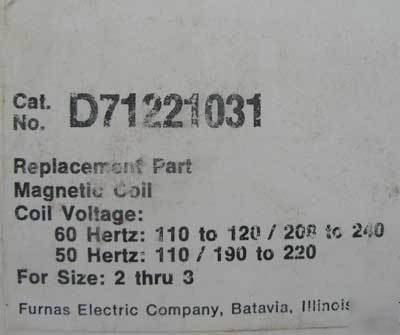 Cat.
No. D71221031
Replacement Part
Magnetic Coil
Coil Voltage:
60 Hertz: 110 to 120 / 208 to 240
50 Hertz: 110 / 190 to 220
For Size: 2 thru 3
Furnas Electric Company, Batavia, Illinois